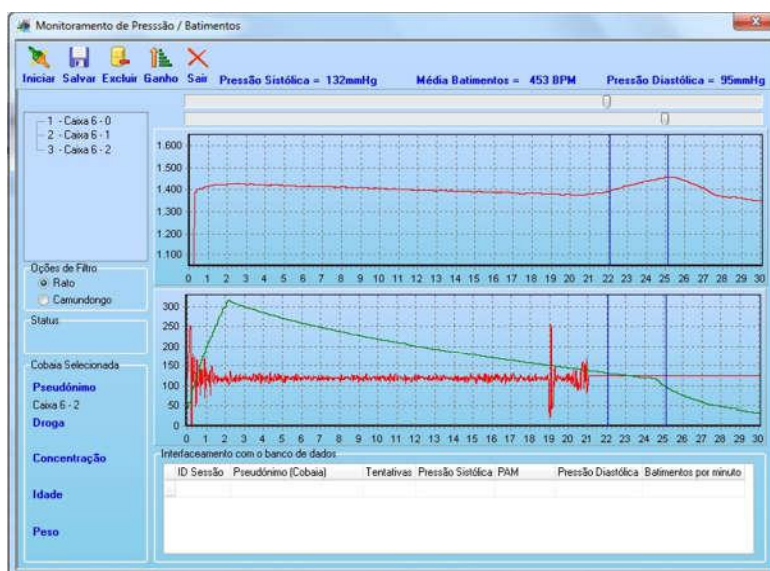 Monitoramento de Presssão / Batimentos
Iniciar Salvar Excluir Ganho Sair Pressão Sistólica = 132mmHg Média Batimentos = 453 BPM Pressão Diastólica = 95mmHg
1 - Caixa 6 - 0
2 - Caixa 6 - 1
3 - Caixa 6 - 2
1.600
1.500
1.400
1.300
1.200
1.100
0 1 2 3 4 5 6 7 8 9 10 11 12 13 14 15 16 17 18 19 20 21 22 23 24 25 26 27 28 29 30
Oções de Filtro
Rato
Camundongo
Status
300
250
200
150
100
50
0
0 1 2 3 4 5 6 7 8 9 10 11 12 13 14 15 16 17 18 19 20 21 22 23 24 25 26 27 28 29 30
Cobaia Selecionada
Pseudônimo
Caixa 6 - 2
Droga
Concentração
Idade
Peso
Interfaceamento com o banco de dados
ID Sessão Pseudônimo (Cobaia) Tentativas Pressão Sistólica PAM Pressão Diastólica Batimentos por minuto